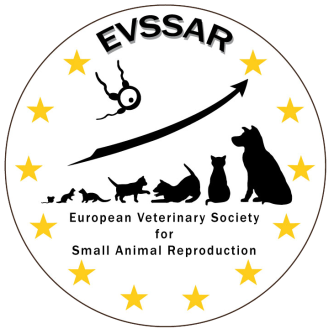 EVSSAR
European Veterinary Society
for
Small Animal Reproduction